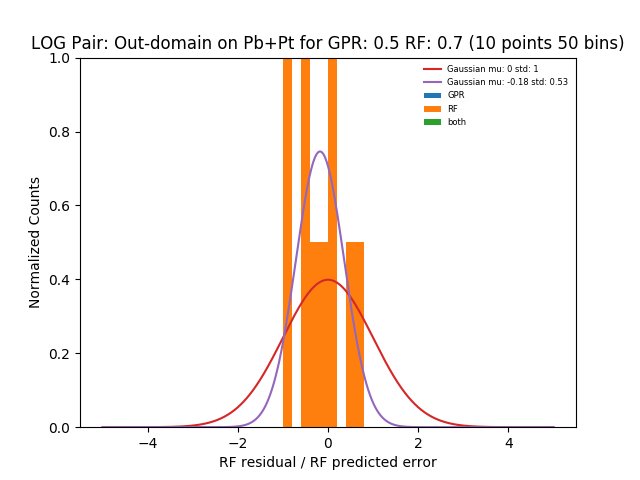 LOG Pair: Out-domain on Pb+Pt for GPR: 0.5 RF: 0.7 (10 points 50 bins)
Gaussian mu: 0 std: 1
Gaussian mu: -0.18 std: 0.53
GPR
RF
both
Normalized Counts
1.0
0.8
0.6
0.4
0.2
0.0
−4
−2
0
2
4
RF residual / RF predicted error